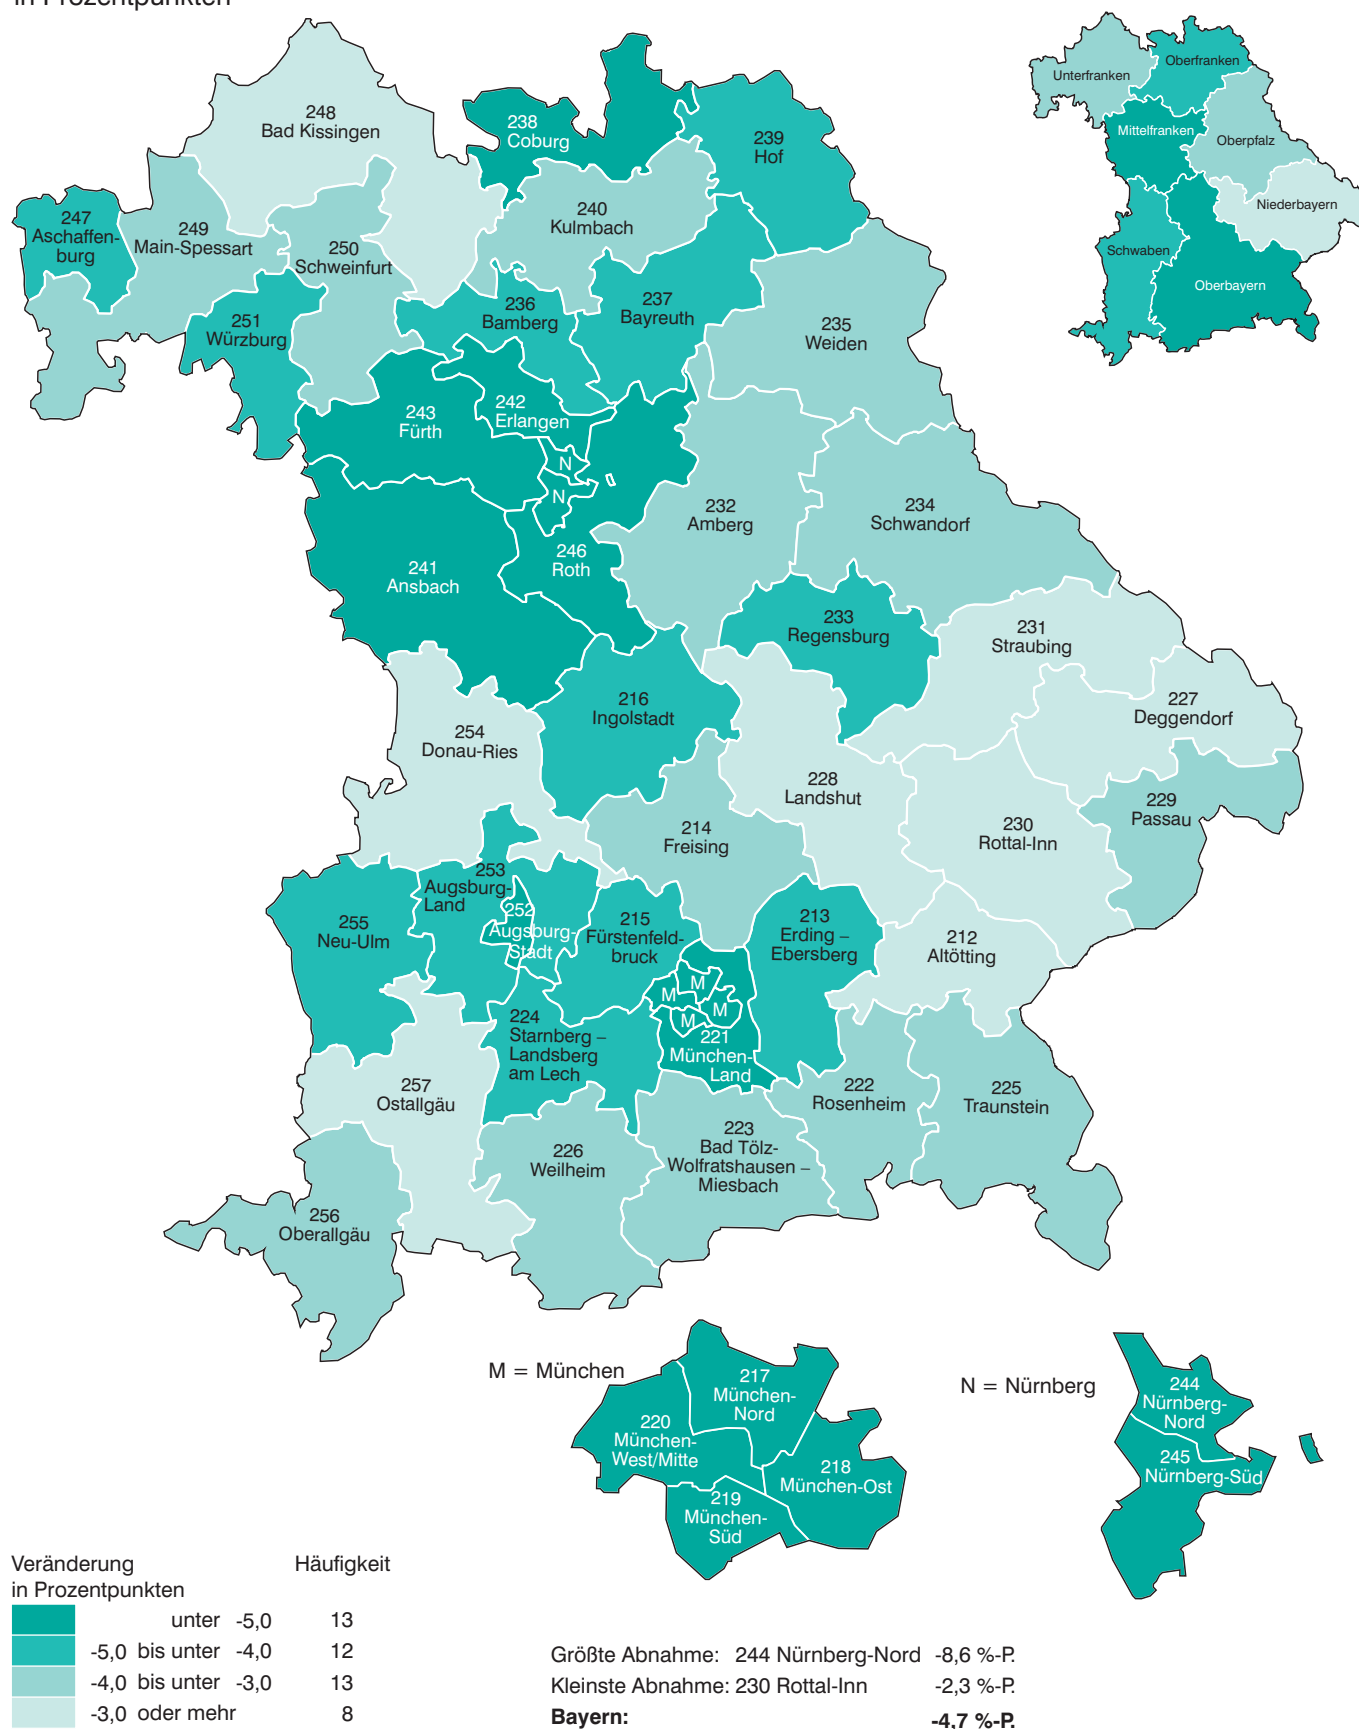 in Prozentpunkten
248
Bad Kissingen
238
Coburg
239
Hof
247
Aschaffen-
burg
249
Main-Spessart
250
Schweinfurt
240
Kulmbach
251
Würzburg
236
Bamberg
237
Bayreuth
235
Weiden
243
Fürth
242
Erlangen
N
N
232
Amberg
234
Schwandorf
241
Ansbach
246
Roth
233
Regensburg
231
Straubing
216
Ingolstadt
227
Deggendorf
254
Donau-Ries
228
Landshut
229
Passau
214
Freising
230
Rottal-Inn
253
Augsburg-
Land
252
Augsburg-
Stadt
255
Neu-Ulm
215
Fürstenfeld-
bruck
213
Erding –
Ebersberg
212
Altötting
M
M
M
M
221
München-
Land
224
Starnberg –
Landsberg
am Lech
257
Ostallgäu
222
Rosenheim
225
Traunstein
226
Weilheim
223
Bad Tölz-
Wolfratshausen –
Miesbach
256
Oberallgäu
Unterfranken
Oberfranken
Mittelfranken
Oberpfalz
Niederbayern
Schwaben
Oberbayern
M = München
217
München-
Nord
220
München-
West/Mitte
218
München-Ost
219
München-
Süd
N = Nürnberg
244
Nürnberg-
Nord
245
Nürnberg-Süd
Veränderung Häufigkeit
in Prozentpunkten
unter -5,0 13
-5,0 bis unter -4,0 12
-4,0 bis unter -3,0 13
-3,0 oder mehr 8
Größte Abnahme: 244 Nürnberg-Nord -8,6 %-P.
Kleinste Abnahme: 230 Rottal-Inn -2,3 %-P.
Bayern: -4,7 %-P.